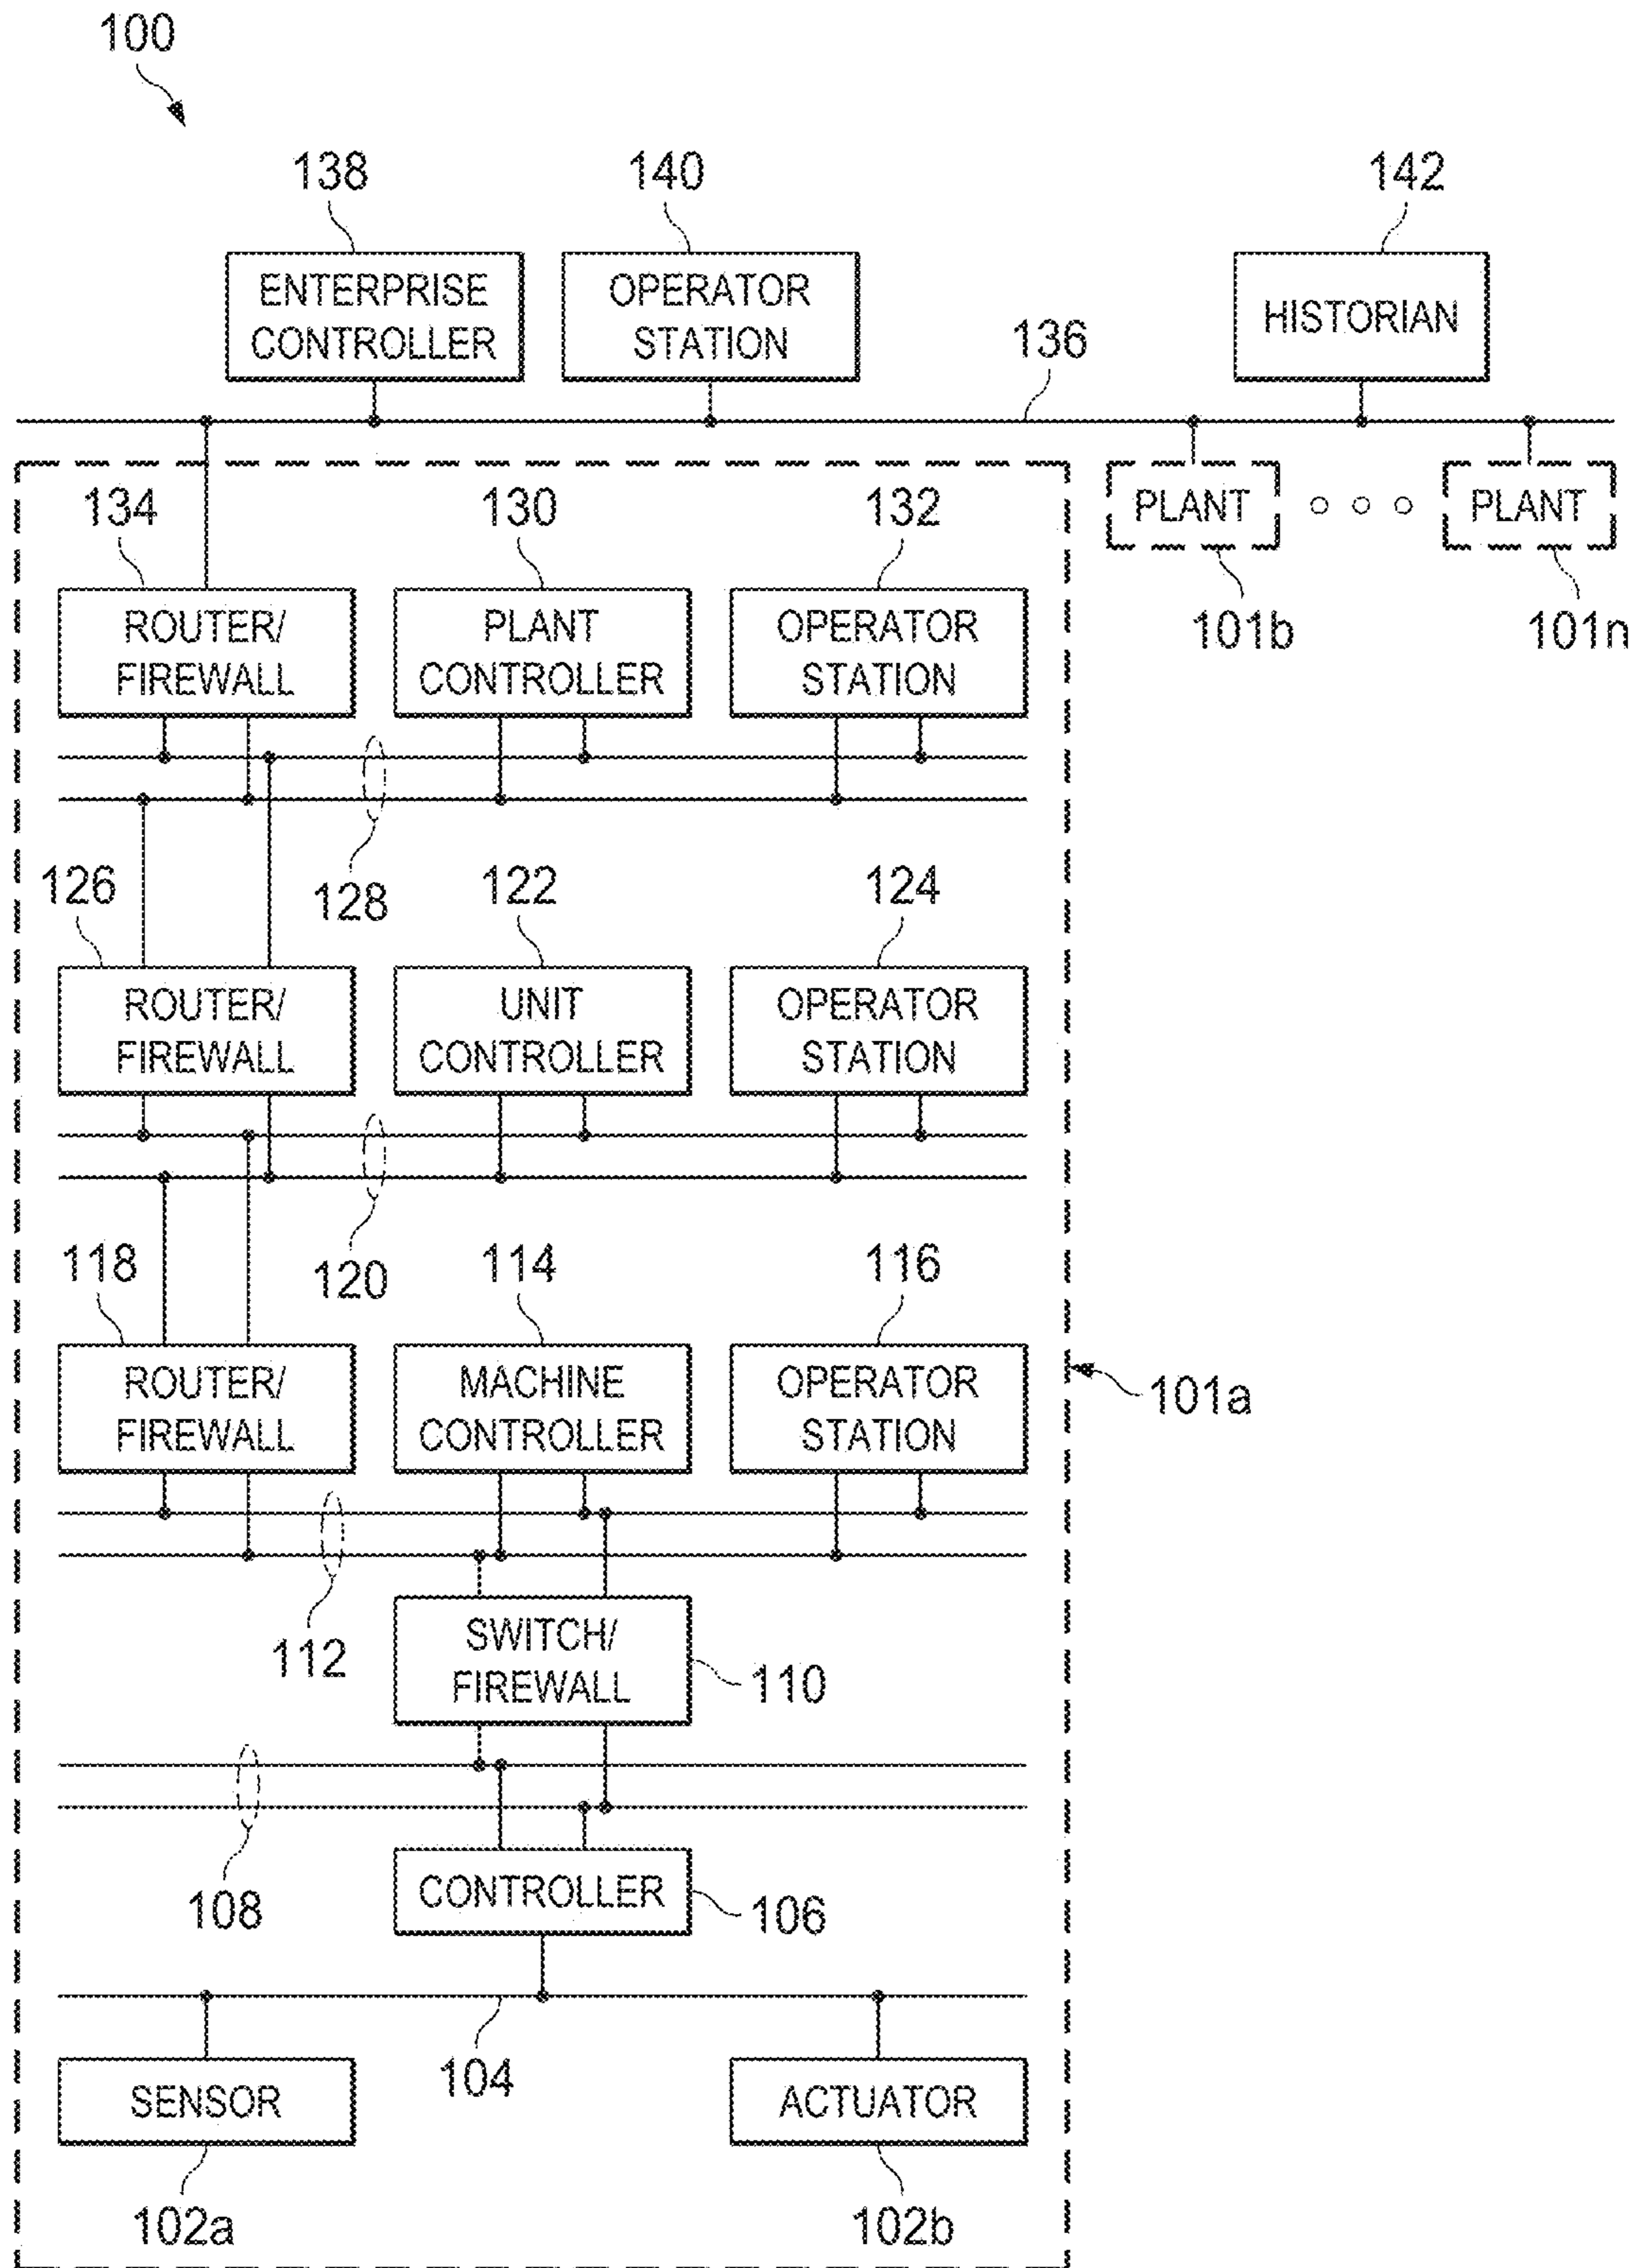 100
138
140
142
ENTERPRISE
CONTROLLER
OPERATOR
STATION
HISTORIAN
136
134
130
132
PLANT
PLANT
101b
101n
ROUTER/
FIREWALL
PLANT
CONTROLLER
OPERATOR
STATION
128
126
122
124
ROUTER/
FIREWALL
UNIT
CONTROLLER
OPERATOR
STATION
120
118
114
116
ROUTER/
FIREWALL
MACHINE
CONTROLLER
OPERATOR
STATION
101a
112
SWITCH/
FIREWALL
110
108
CONTROLLER
106
104
SENSOR
ACTUATOR
102a
102b